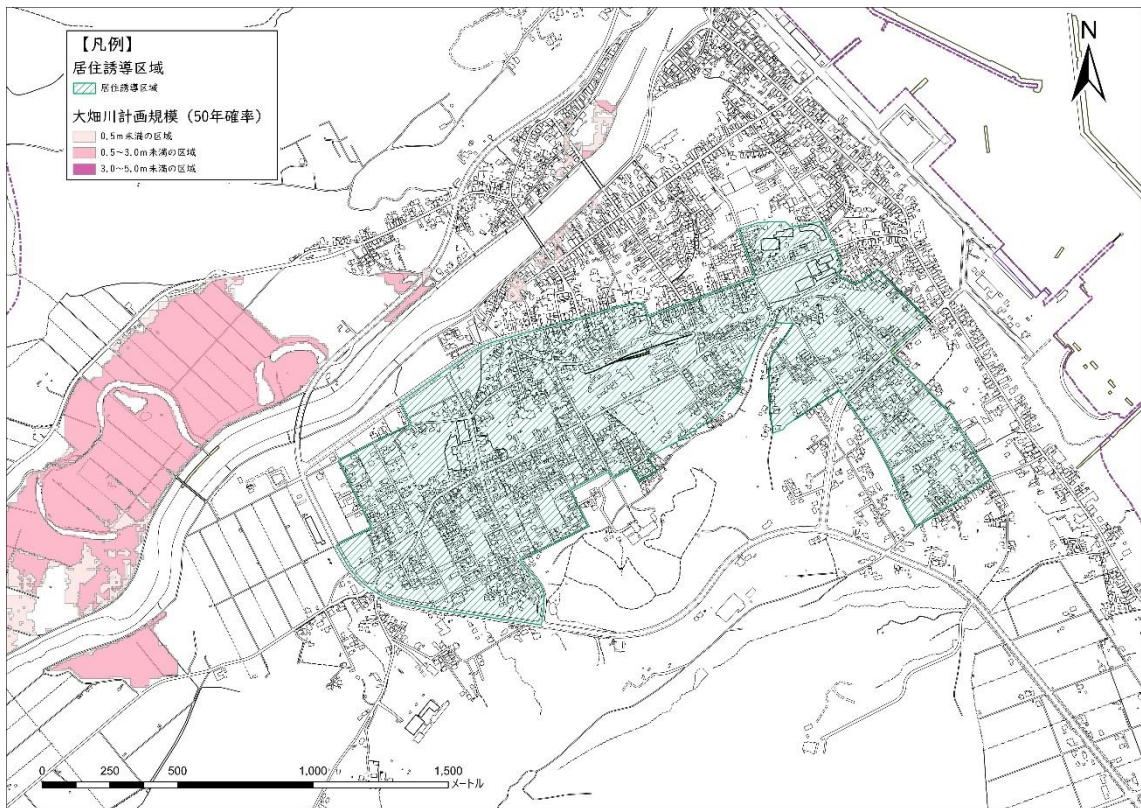 【凡例】
居住誘導区域
居住誘導区域
大畑川計画規模（50年確率）
0.5m未満の区域
0.5～3.0m未満の区域
3.0～5.0m未満の区域
N
0 250 500 1,000 1,500
メートル